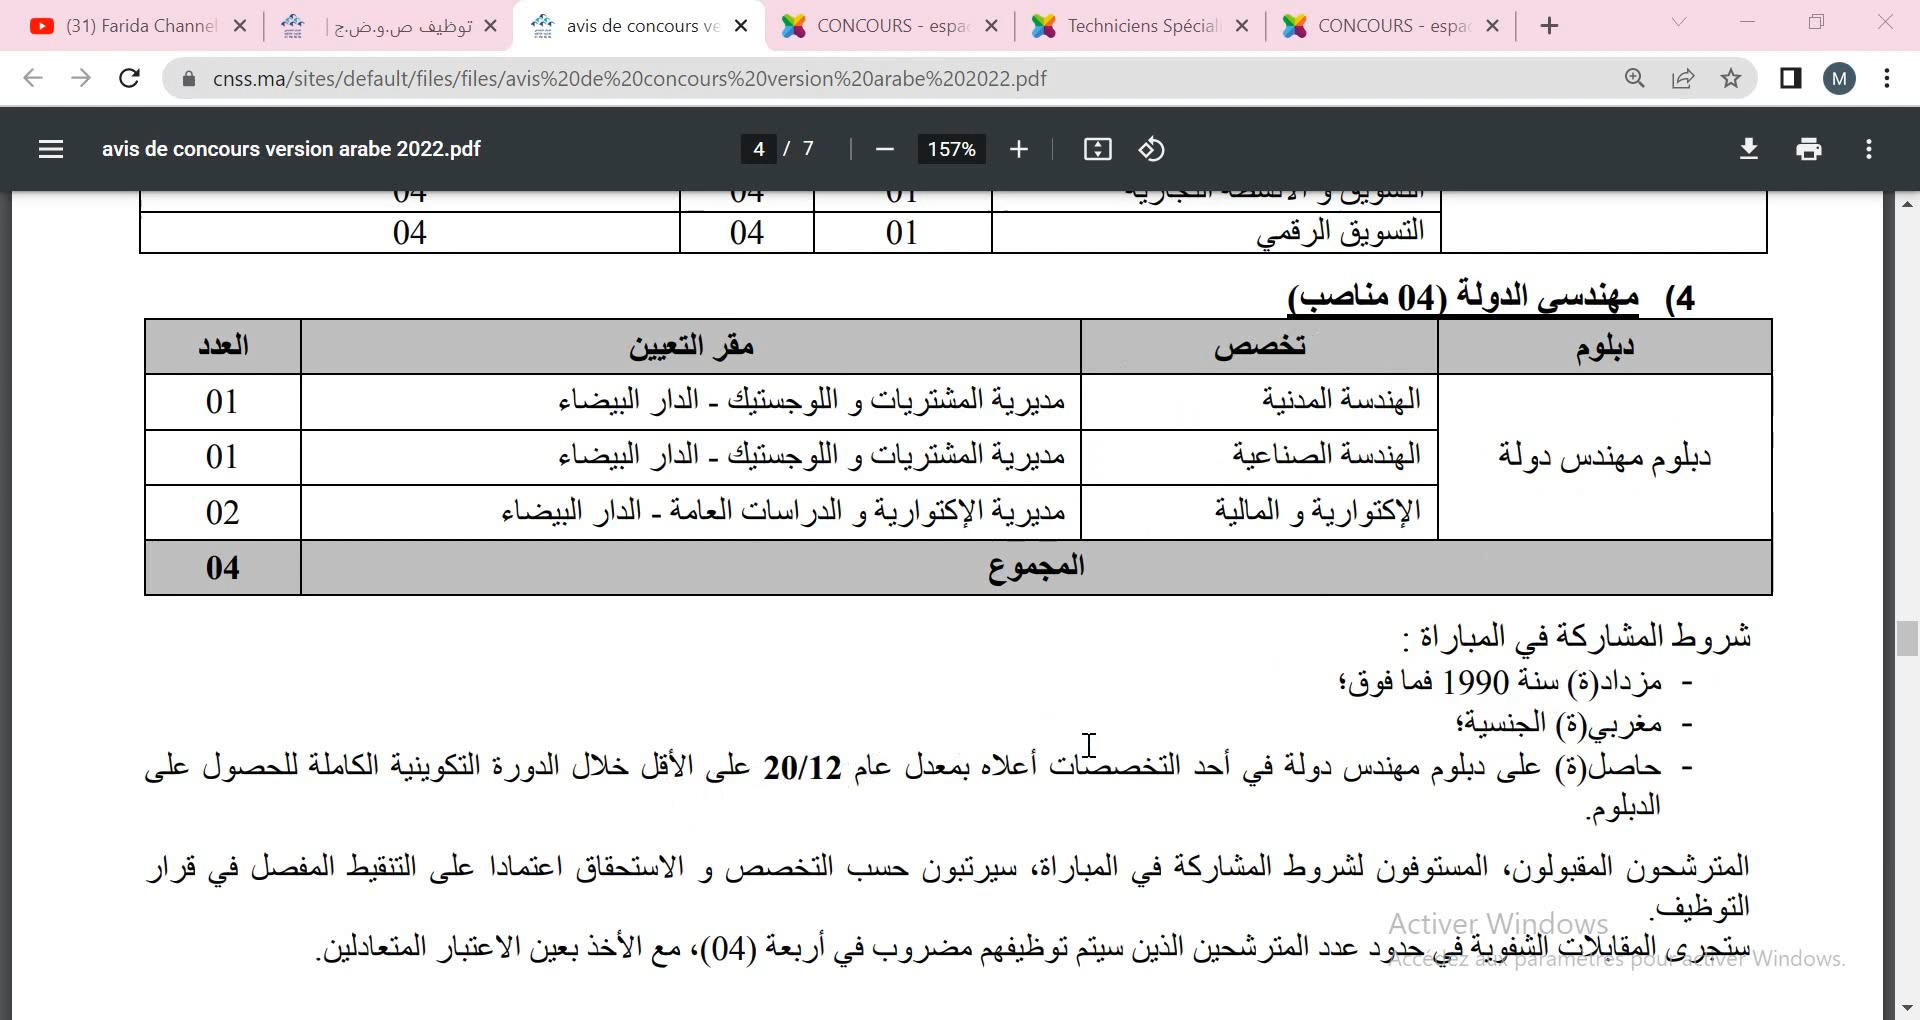 (31) Farida Channel
توظيف ص.و.ض.ج |
avis de concours ve
CONCOURS - espac
Techniciens Spéciali
CONCOURS - espac
cnss.ma/sites/default/files/files/avis%20de%20concours%20version%20arabe%202022.pdf
M
avis de concours version arabe 2022.pdf
4 / 7
157%
التسويق و الأنشطة التجارية 01 04 04
التسويق الرقمي 01 04 04
4) مهندسي الدولة (04 مناصب)
دبلوم تخصص مقر التعيين العدد
دبلوم مهندس دولة
الهندسة المدنية مديرية المشتريات و اللوجستيك - الدار البيضاء 01
الهندسة الصناعية مديرية المشتريات و اللوجستيك - الدار البيضاء 01
الإكتوارية و المالية مديرية الإكتوارية و الدراسات العامة - الدار البيضاء 02
المجموع 04
شروط المشاركة في المباراة :
- مزداد(ة) سنة 1990 فما فوق؛
- مغربي(ة) الجنسية؛
- حاصل(ة) على دبلوم مهندس دولة في أحد التخصصات أعلاه بمعدل عام 20/12 على الأقل خلال الدورة التكوينية الكاملة للحصول على
الدبلوم.
المترشحون المقبولون، المستوفون لشروط المشاركة في المباراة، سيرتبون حسب التخصص و الاستحقاق اعتمادا على التنقيط المفصل في قرار
التوظيف.
ستجرى المقابلات الشفوية في حدود عدد المترشحين الذين سيتم توظيفهم مضروب في أربعة (04)، مع الأخذ بعين الاعتبار المتعادلين.
Activer Windows
Accédez aux paramètres pour activer Windows.